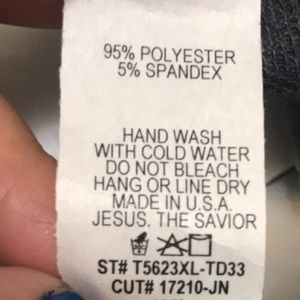 95% POLYESTER
5% SPANDEX
HAND WASH
WITH COLD WATER
DO NOT BLEACH
HANG OR LINE DRY
MADE IN U.S.A.
JESUS. THE SAVIOR
ST# T5623XL-TD33
CUT# 17210-JN